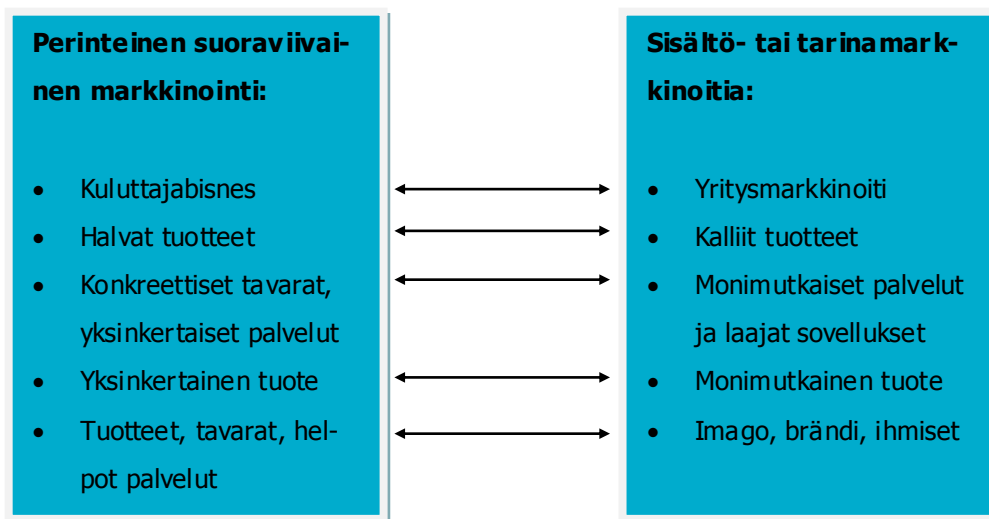 Perinteinen suoraviivai-
nen markkinointi:
• Kuluttajabisnes
• Halvat tuotteet
• Konkreettiset tavarat,
yksinkertaiset palvelut
• Yksinkertainen tuote
• Tuotteet, tavarat, hel-
pot palvelut
Sisältö- tai tarinamark-
kinoitia:
• Yritysmarkkinoiti
• Kalliit tuotteet
• Monimutkaiset palvelut
ja laajat sovellukset
• Monimutkainen tuote
• Imago, brändi, ihmiset